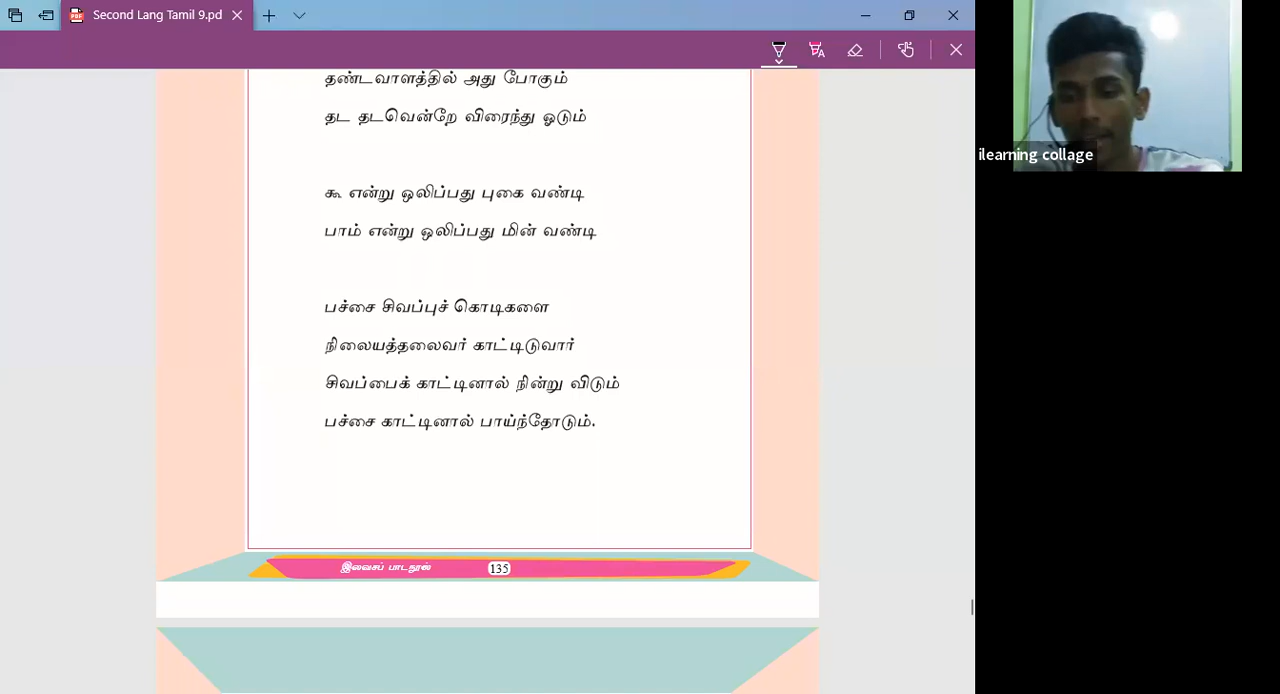 Second Lang Tamil 9.pd
தண்டவாளத்தில் அது போகும்
தட தடவென்றே விரைந்து ஓடும்
கூ என்று ஒலிப்பது புகை வண்டி
பாம் என்று ஒலிப்பது மின் வண்டி
பச்சை சிவப்புச் கொடிகளை
நிலையத்தலைவர் காட்டிடுவார்
சிவப்பைக் காட்டினால் நின்று விடும்
பச்சை காட்டினால் பாய்ந்தோடும்.
இலவசப் பாடநூல் 135
ilearning collage